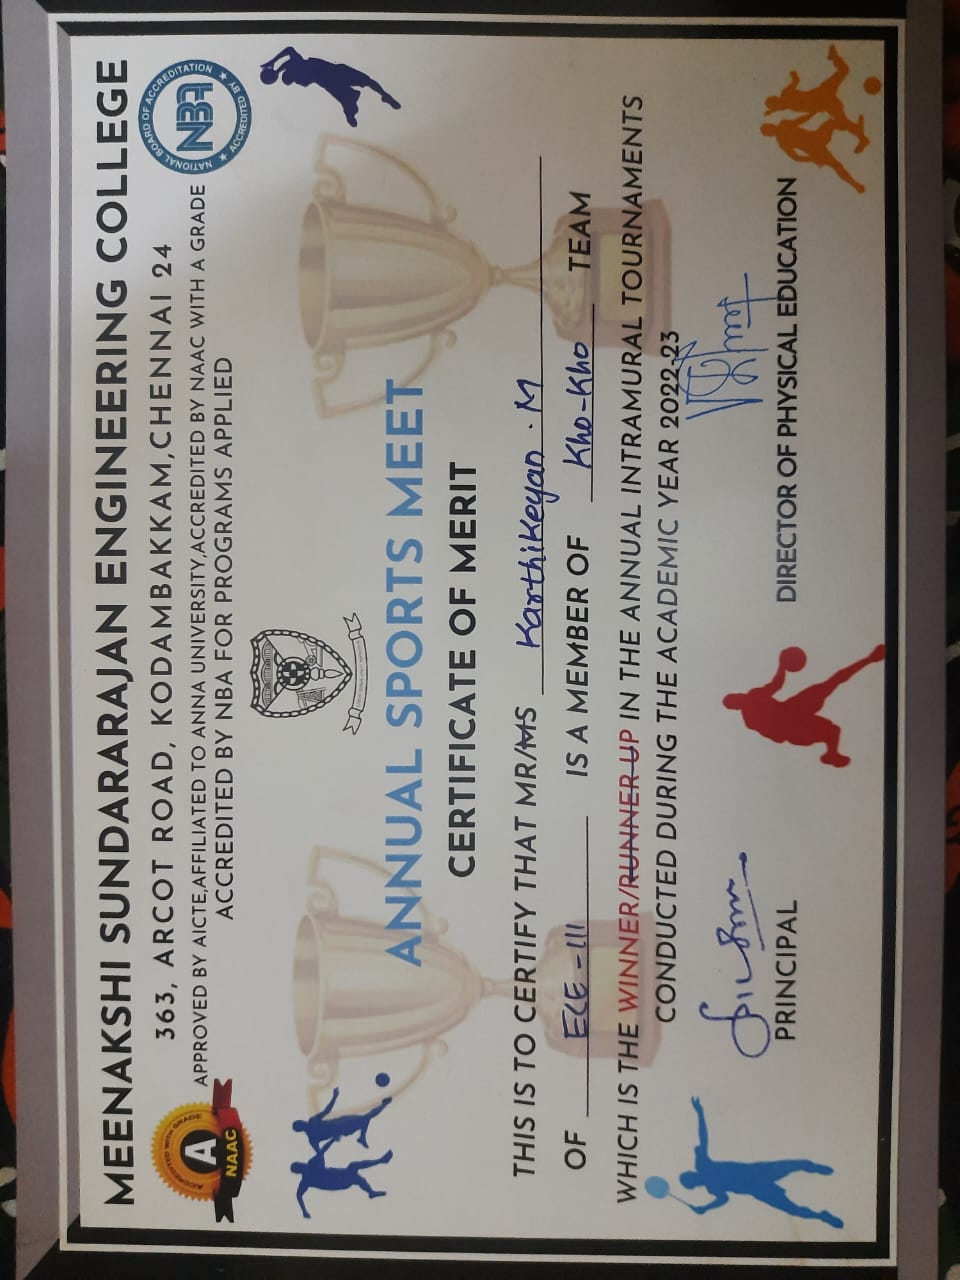 MEENAKSHI SUNDARARAJAN ENGINEERING COLLEGE
363, ARCOT ROAD, KODAMBAKKAM,CHENNAI 24
APPROVED BY AICTE,AFFILIATED TO ANNA UNIVERSITY,ACCREDITED BY NAAC WITH A GRADE
ACCREDITED BY NBA FOR PROGRAMS APPLIED
ACCREDITED WITH GRADE
A
NAAC
NATIONAL BOARD OF ACCREDITATION
NBA
ACCREDITED BY
ANNUAL SPORTS MEET
CERTIFICATE OF MERIT
THIS IS TO CERTIFY THAT MR/MS Karthikeyan . M
OF ECE - III IS A MEMBER OF Kho-Kho TEAM
WHICH IS THE WINNER/RUNNER UP IN THE ANNUAL INTRAMURAL TOURNAMENTS
CONDUCTED DURING THE ACADEMIC YEAR 2022-23
PRINCIPAL
DIRECTOR OF PHYSICAL EDUCATION